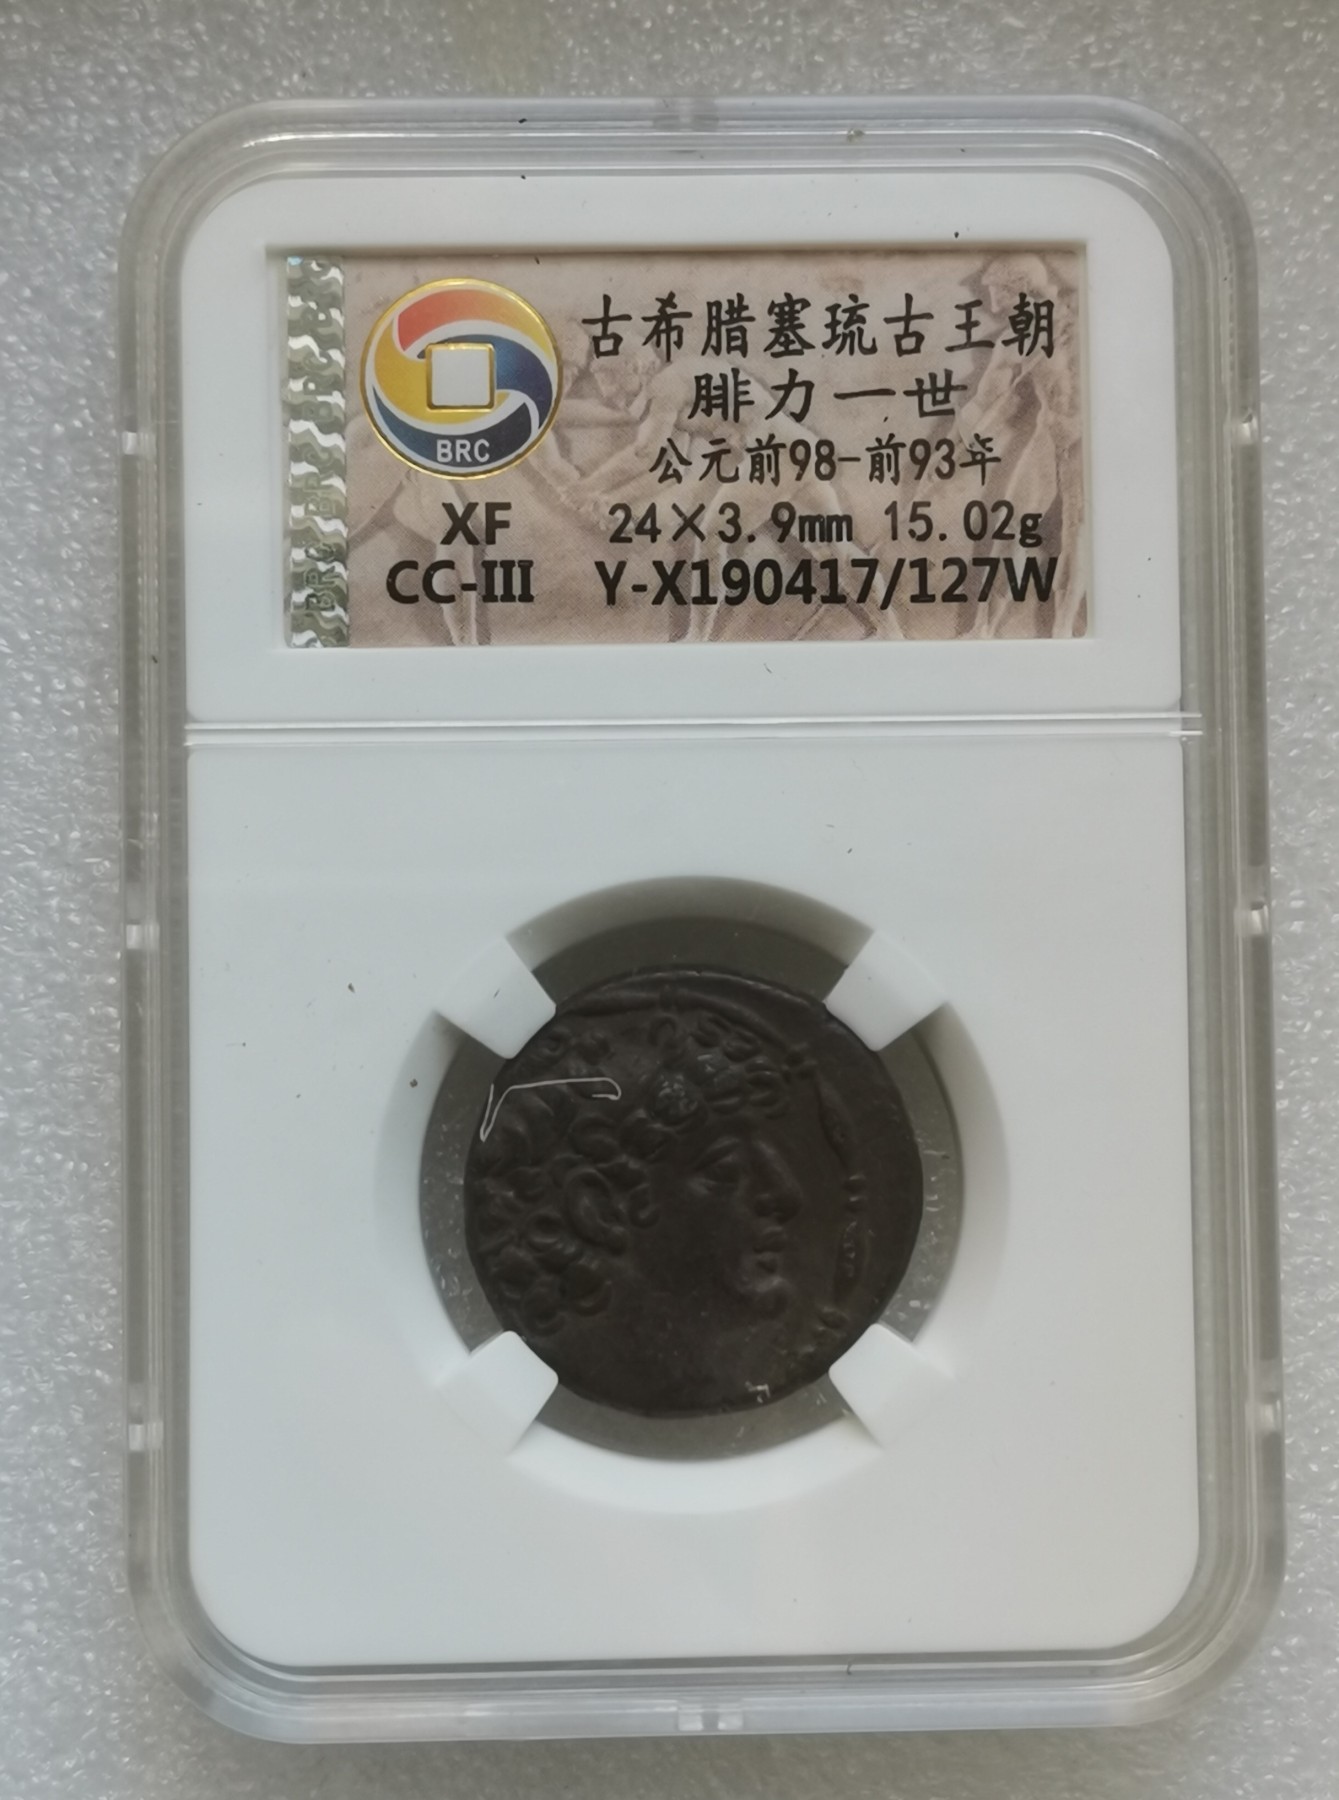 古希腊塞琉古王朝
腓力一世
公元前98-前93年
BRC
XF 24×3.9mm 15.02g
CC-III Y-X190417/127W